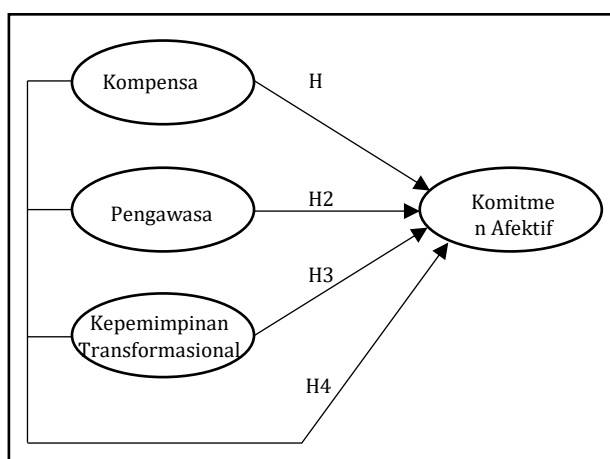 Kompensa
H
Pengawasa
H2
Komitme
n Afektif
H3
Kepemimpinan
Transformasional
H4